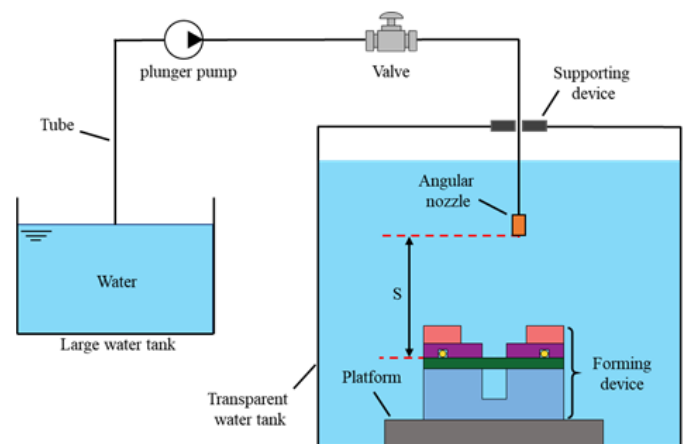 plunger pump
Valve
Supporting
device
Tube
Angular
nozzle
Water
S
Large water tank
Platform
Forming
device
Transparent
water tank